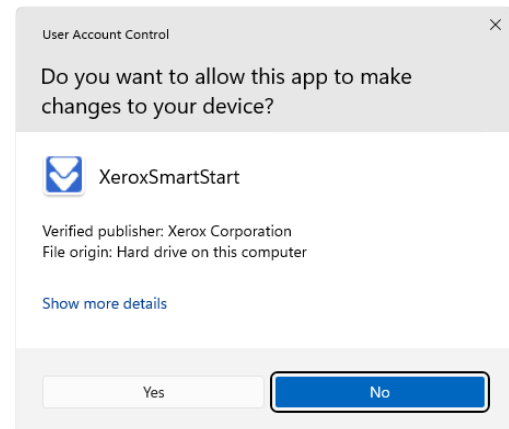 User Account Control
Do you want to allow this app to make
changes to your device?
XeroxSmartStart
Verified publisher: Xerox Corporation
File origin: Hard drive on this computer
Show more details
Yes
No